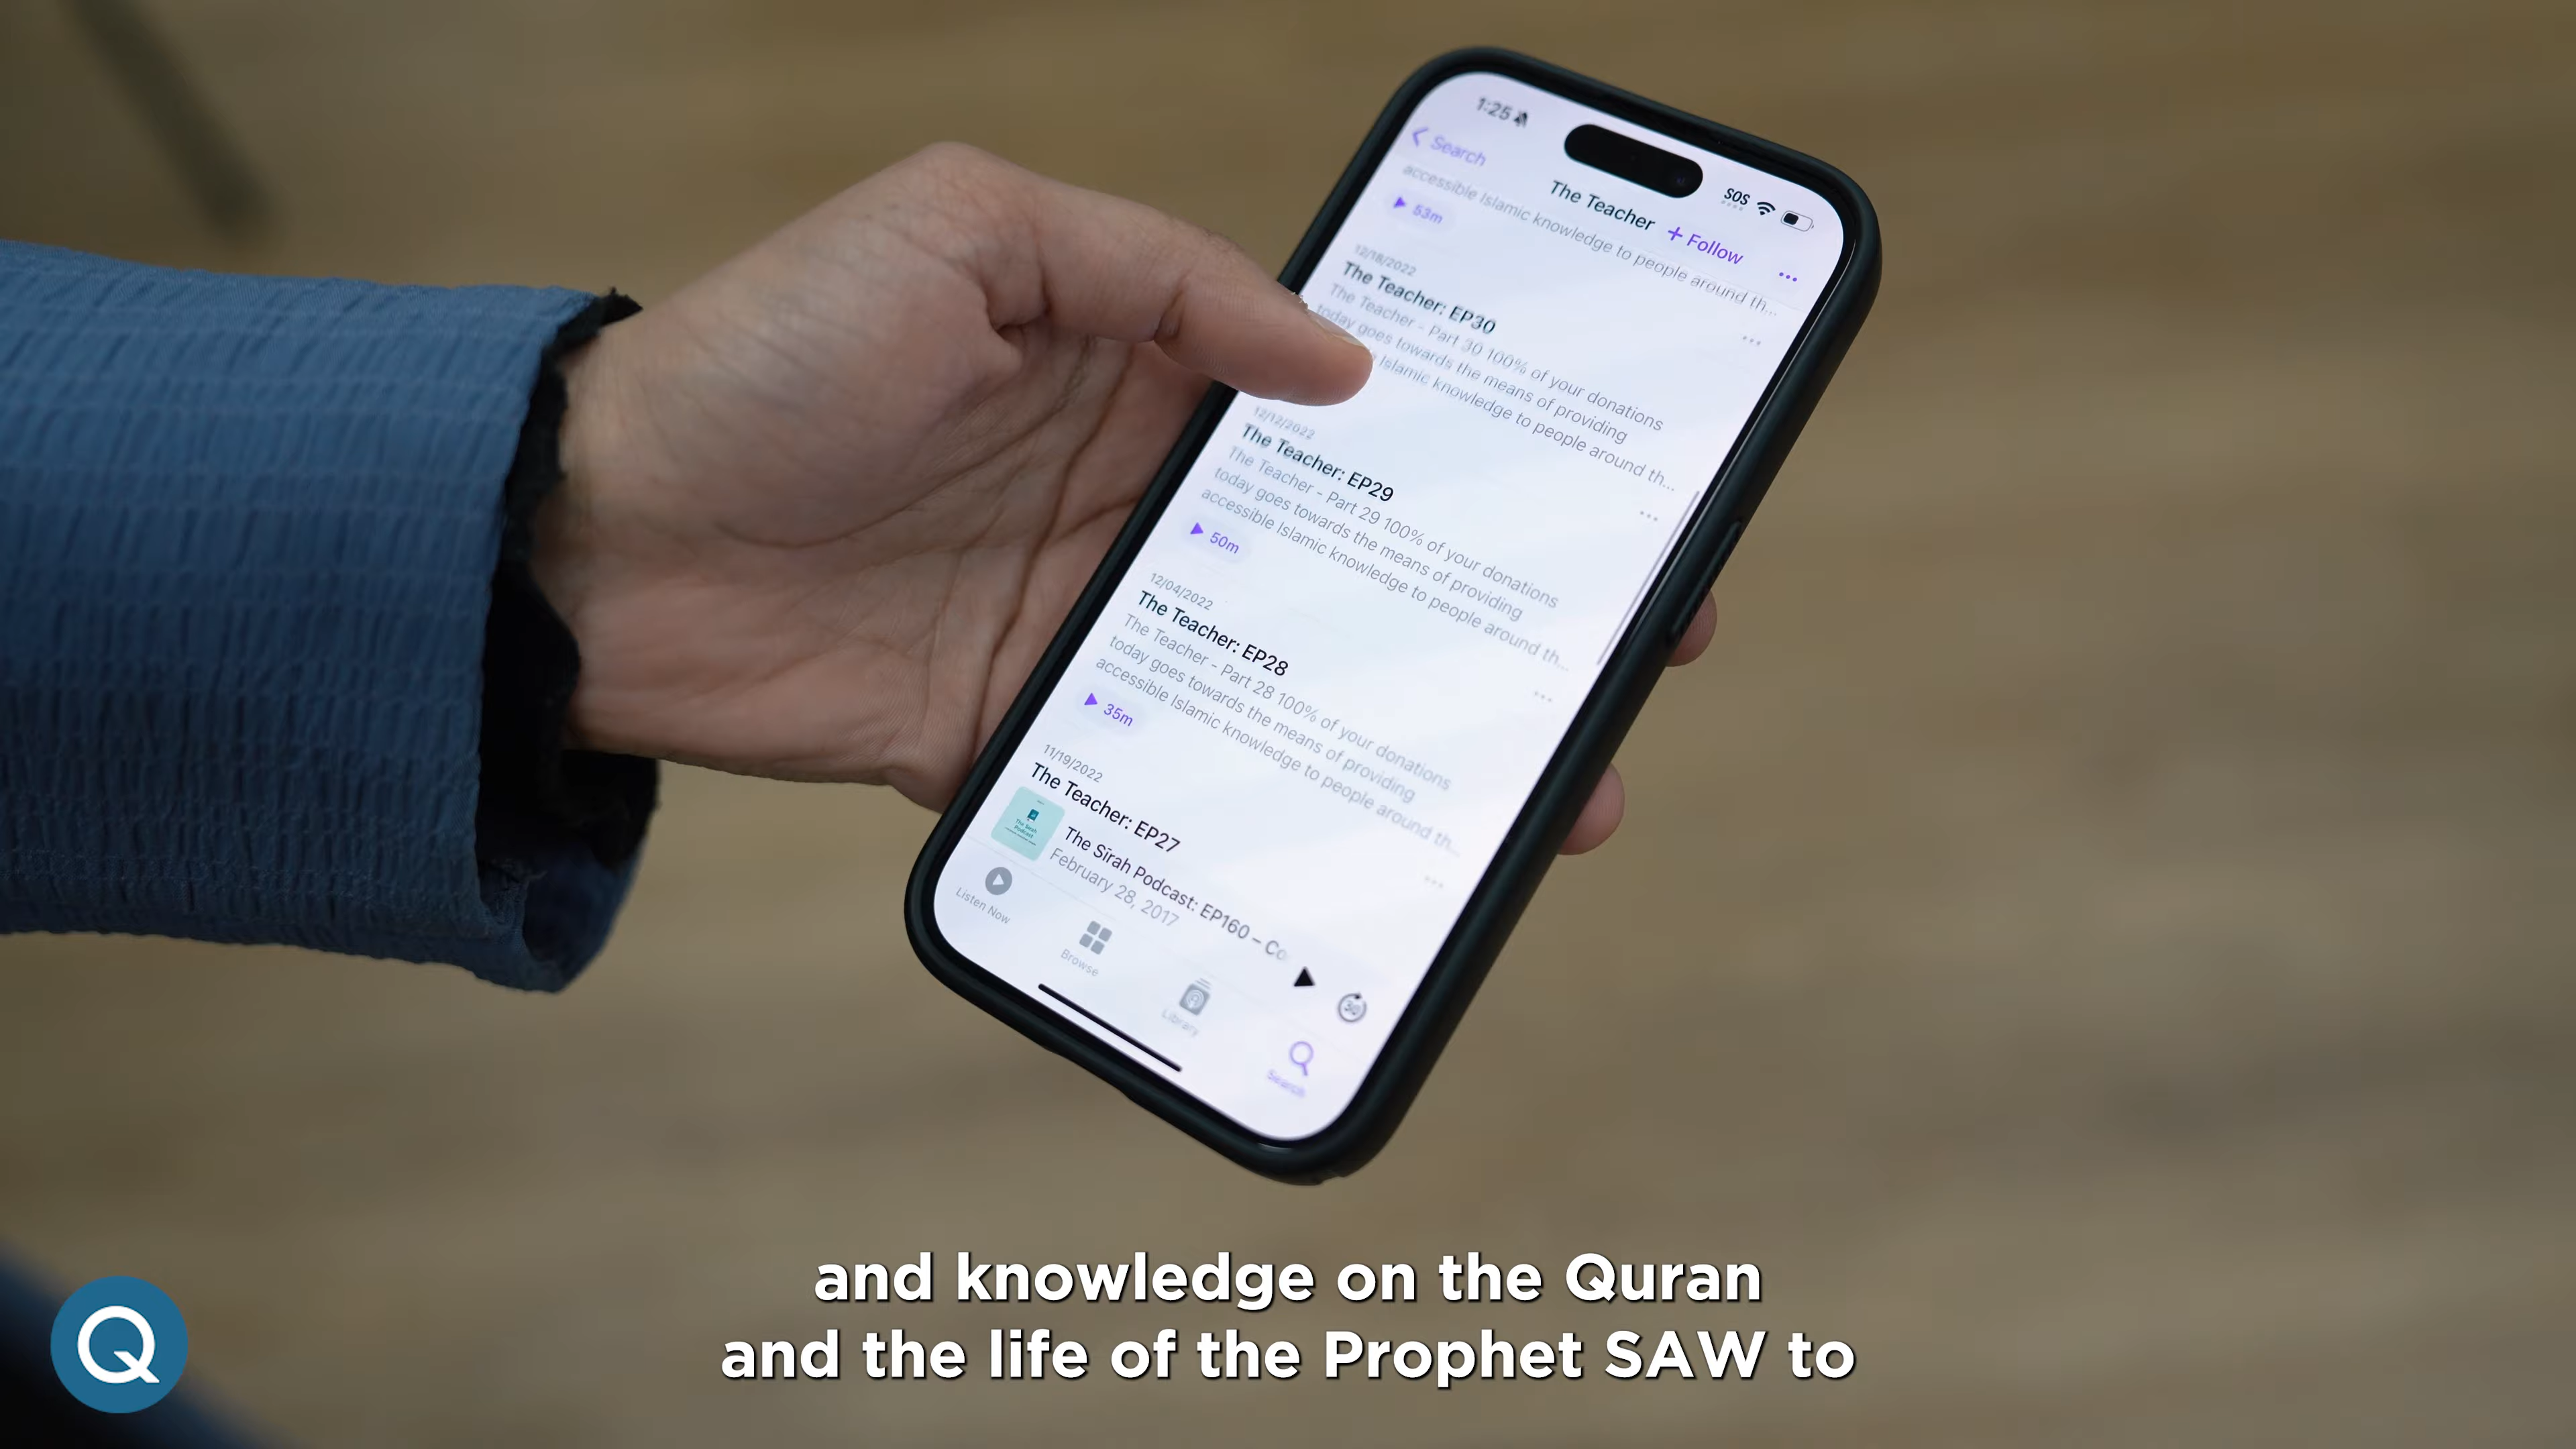 1:25
SOS
Search
The Teacher
+ Follow
accessible Islamic knowledge to people around th...
53m
12/18/2022
The Teacher: EP30
The Teacher - Part 30 100% of your donations
today goes towards the means of providing
Islamic knowledge to people around th...
12/12/2022
The Teacher: EP29
The Teacher - Part 29 100% of your donations
today goes towards the means of providing
accessible Islamic knowledge to people around th...
50m
12/04/2022
The Teacher: EP28
The Teacher - Part 28 100% of your donations
today goes towards the means of providing
accessible Islamic knowledge to people around th...
35m
11/19/2022
The Teacher: EP27
The Sirah
Podcast
The Sīrah Podcast: EP160 – Co
February 28, 2017
30
Listen Now
Browse
Library
Search
and knowledge on the Quran
and the life of the Prophet SAW to
Q